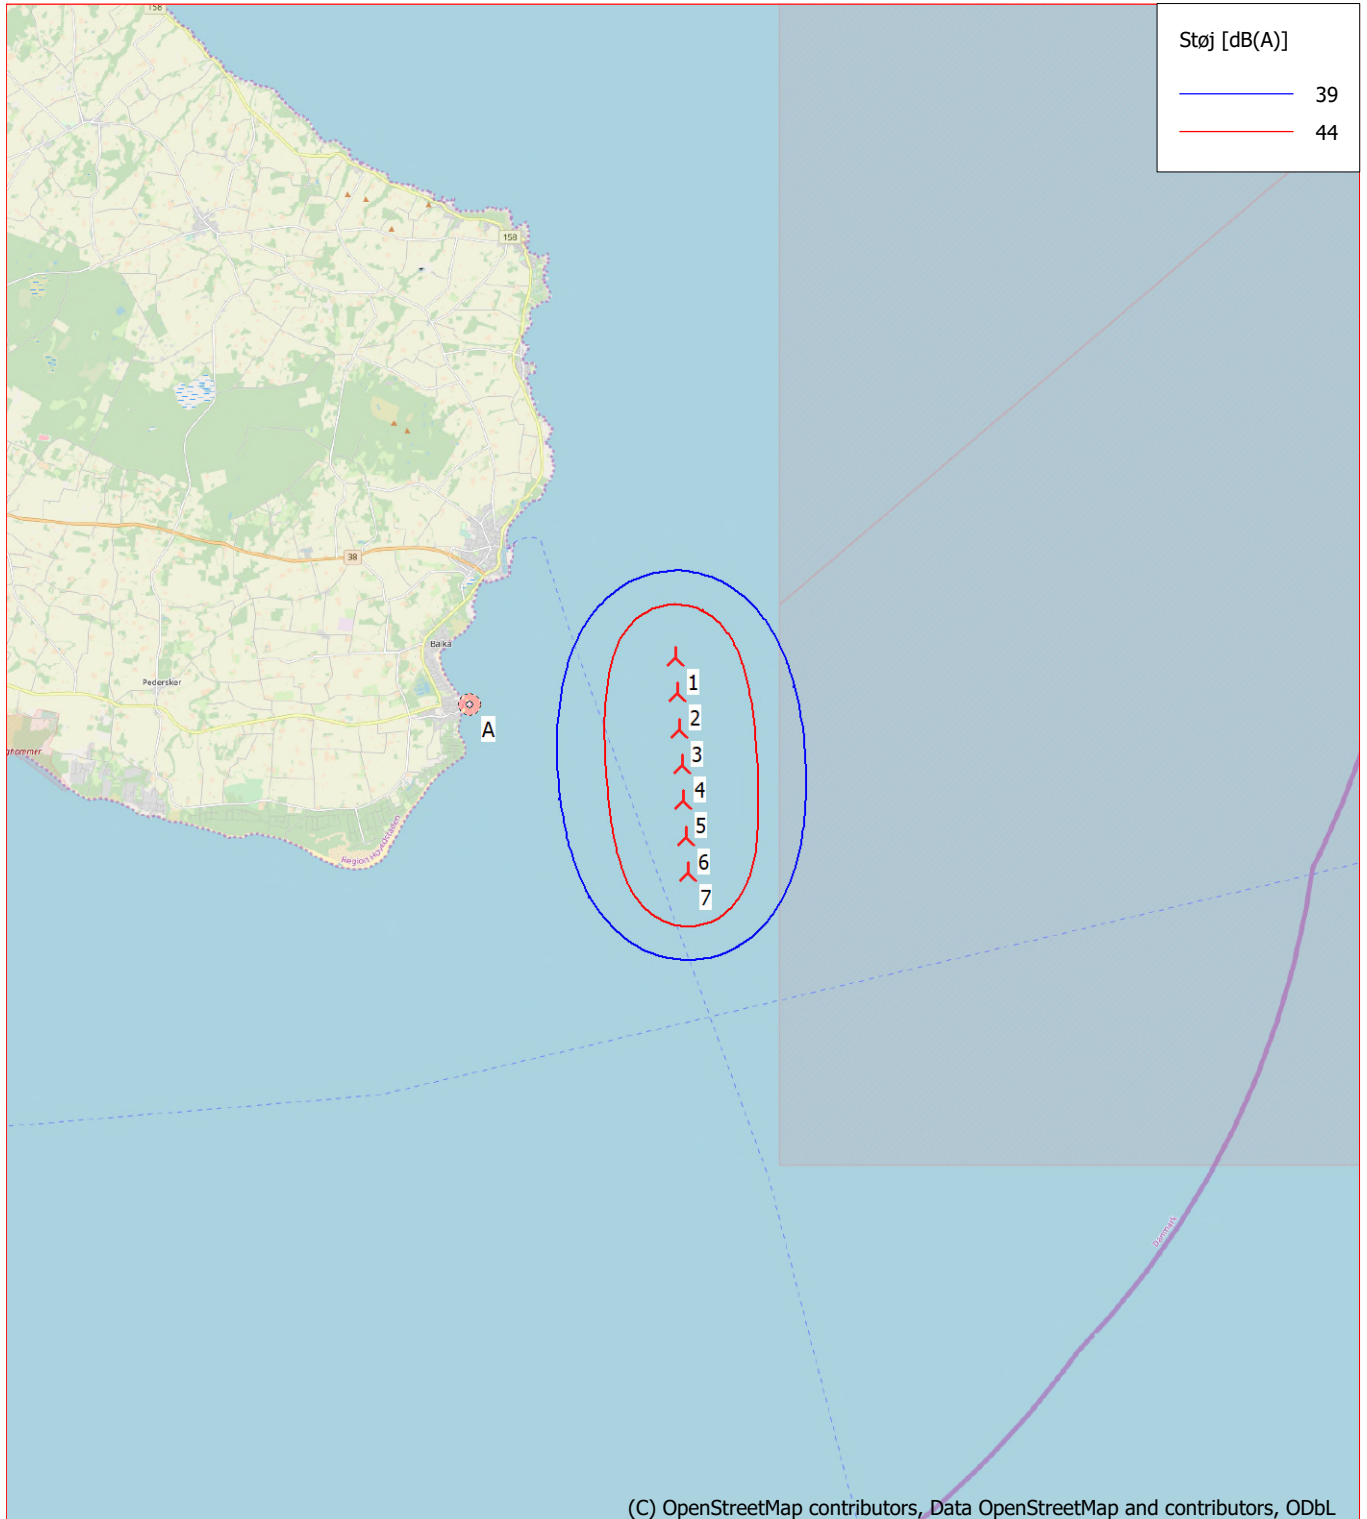 158
Støj [dB(A)]
39
44
158
38
Balka
Pedersker
A
1
2
3
4
5
6
7
Danmark
(C) OpenStreetMap contributors, Data OpenStreetMap and contributors, ODbL